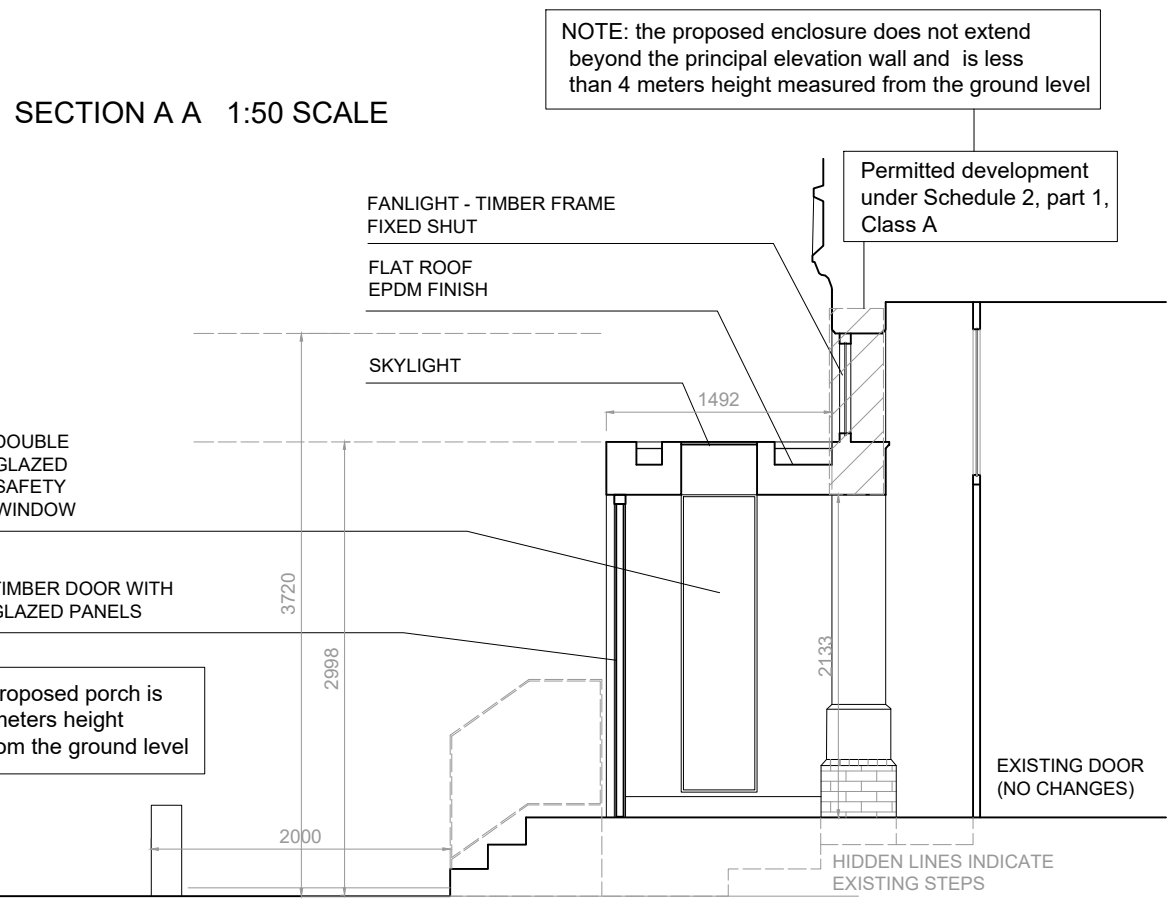 NOTE: the proposed enclosure does not extend
beyond the principal elevation wall and is less
than 4 meters height measured from the ground level
SECTION A A 1:50 SCALE
Permitted development
under Schedule 2, part 1,
Class A
FANLIGHT - TIMBER FRAME
FIXED SHUT
FLAT ROOF
EPDM FINISH
SKYLIGHT
1492
DOUBLE
GLAZED
SAFETY
WINDOW
TIMBER DOOR WITH
GLAZED PANELS
3720
2998
2133
roposed porch is
meters height
om the ground level
EXISTING DOOR
(NO CHANGES)
2000
HIDDEN LINES INDICATE
EXISTING STEPS